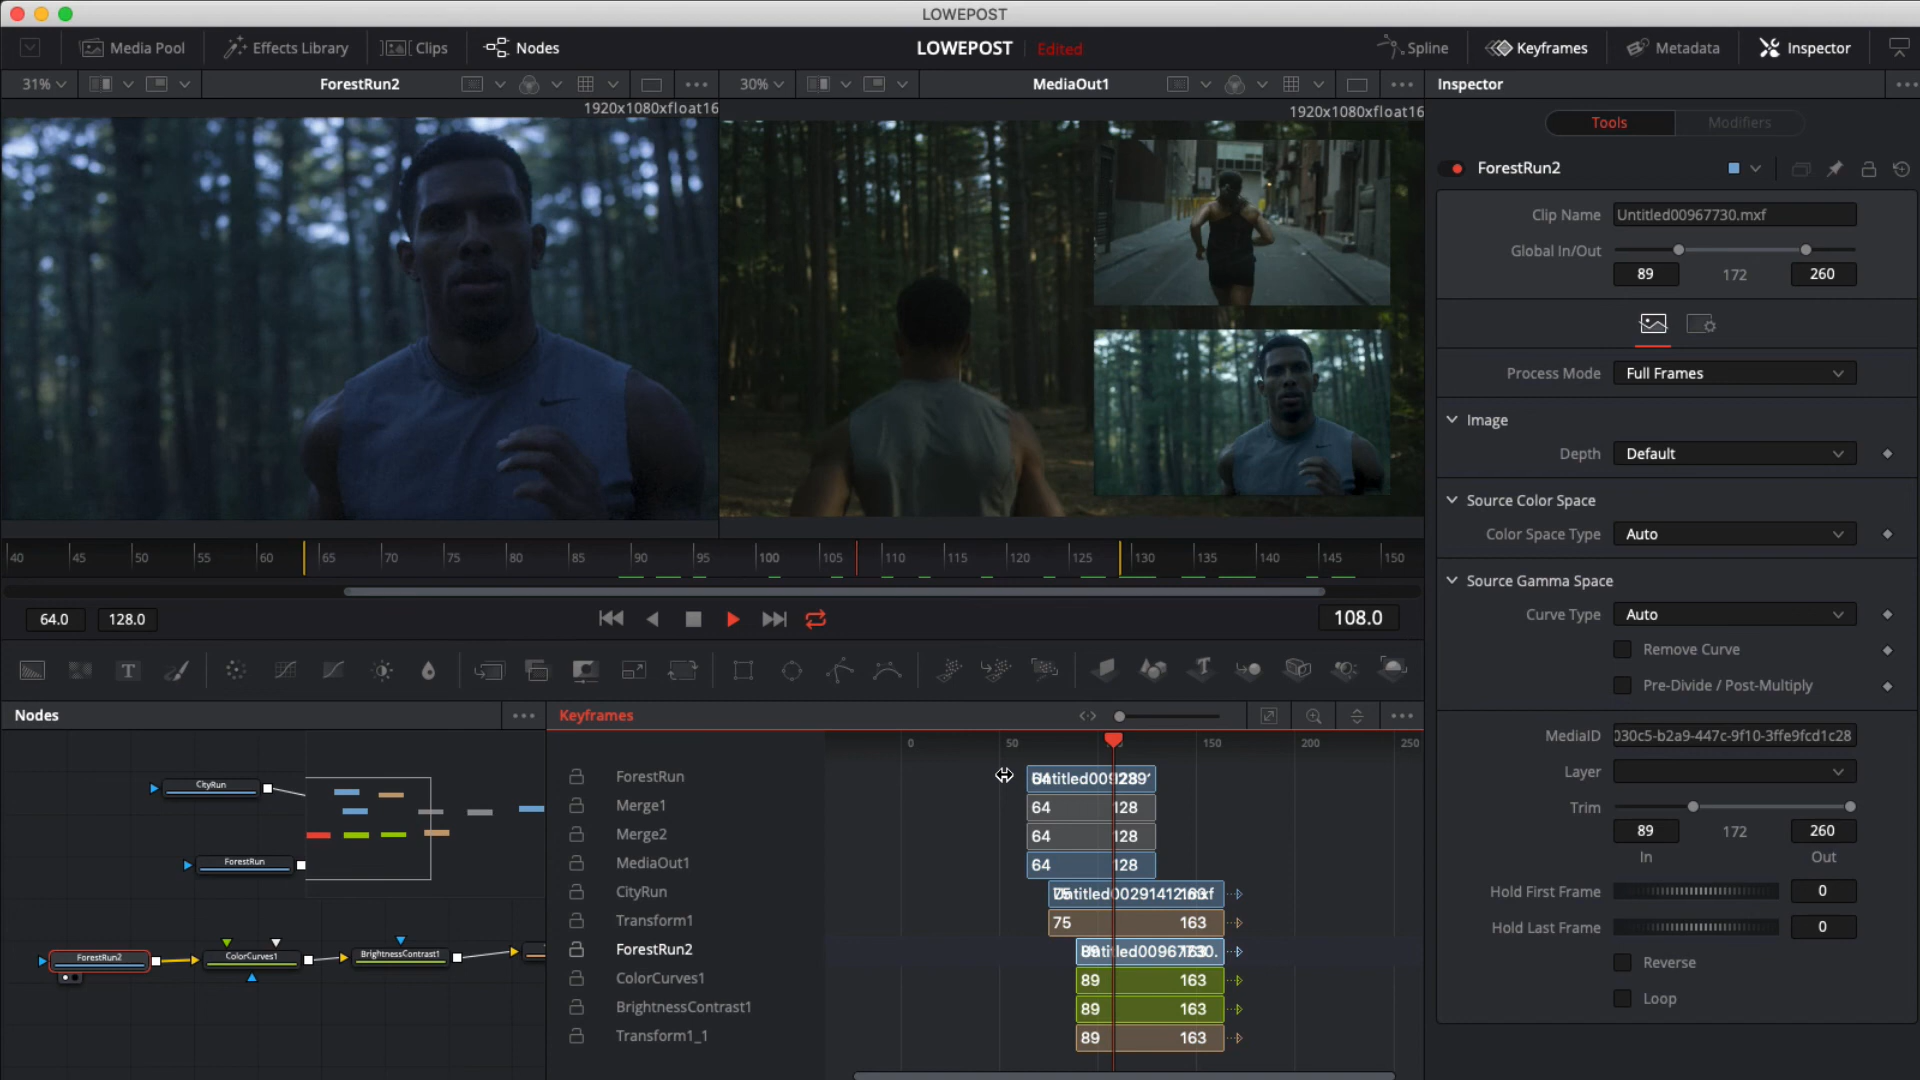 LOWEPOST
Media Pool
Effects Library
Clips
Nodes
LOWEPOST
Edited
Spline
Keyframes
Metadata
Inspector
31%
ForestRun2
30%
MediaOut1
Inspector
1920x1080xfloat16
1920x1080xfloat16
Tools
Modifiers
ForestRun2
Clip Name
Untitled00967730.mxf
Global In/Out
89
172
260
Process Mode
Full Frames
Image
Depth
Default
Source Color Space
Color Space Type
Auto
Source Gamma Space
Curve Type
Auto
Remove Curve
Pre-Divide / Post-Multiply
MediaID
030c5-b2a9-447c-9f10-3ffe9fcd1c28
Layer
Trim
89
172
260
In
Out
Hold First Frame
0
Hold Last Frame
0
Reverse
Loop
40 45 50 55 60 65 70 75 80 85 90 95 100 105 110 115 120 125 130 135 140 145 150
64.0
128.0
108.0
Nodes
CityRun
ForestRun
ForestRun2
ColorCurves1
BrightnessContrast1
Keyframes
0 50 150 200 250
ForestRun
Merge1 64 128
Merge2 64 128
MediaOut1 64 128
CityRun
Transform1 75 163
ForestRun2
ColorCurves1 89 163
BrightnessContrast1 89 163
Transform1_1 89 163